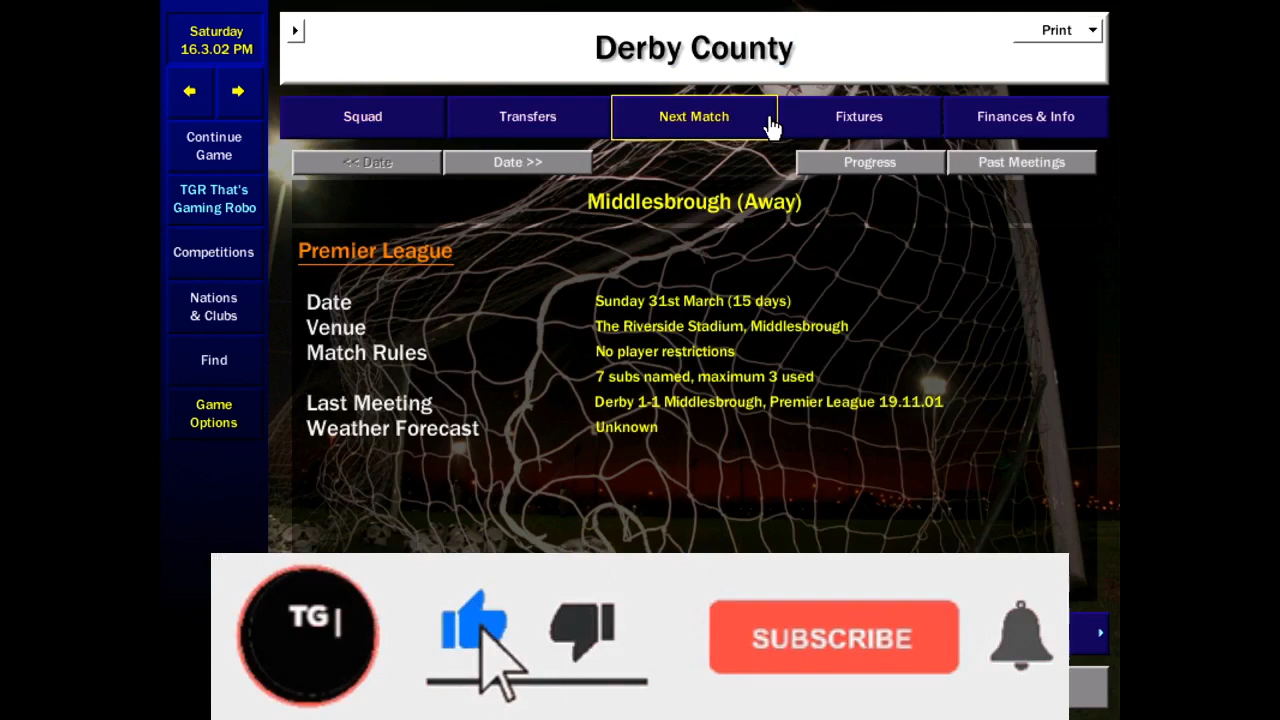 Saturday
16.3.02 PM
Continue
Game
TGR That's
Gaming Robo
Competitions
Nations
& Clubs
Find
Game
Options
Derby County
Print
Squad
Transfers
Next Match
Fixtures
Finances & Info
<< Date
Date >>
Progress
Past Meetings
Middlesbrough (Away)
Premier League
Date Sunday 31st March (15 days)
Venue The Riverside Stadium, Middlesbrough
Match Rules No player restrictions
7 subs named, maximum 3 used
Last Meeting Derby 1-1 Middlesbrough, Premier League 19.11.01
Weather Forecast Unknown
TG
SUBSCRIBE